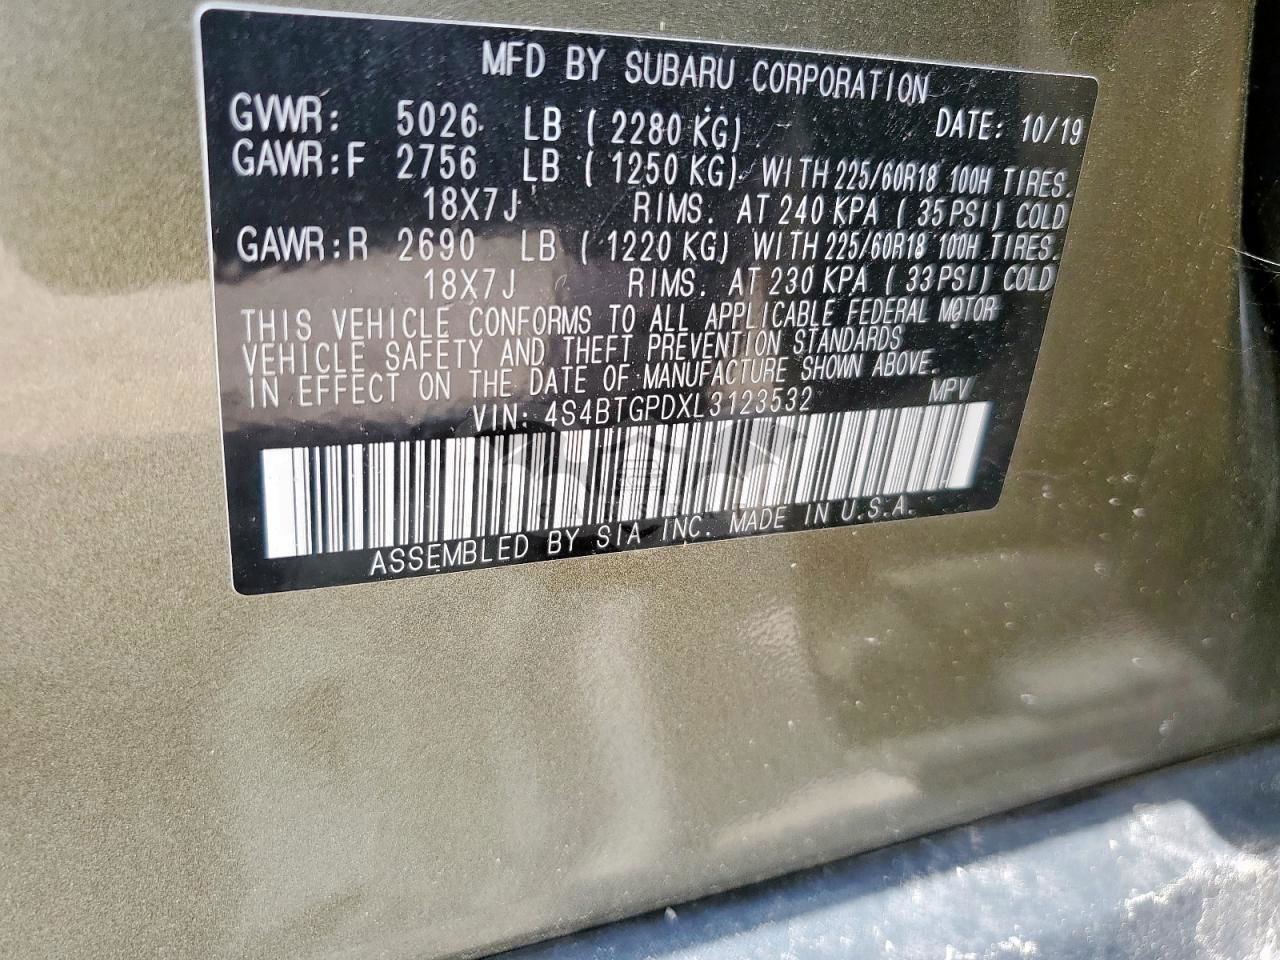 MFD BY SUBARU CORPORATION
GVWR: 5026 LB ( 2280 KG) DATE: 10/19
GAWR:F 2756 LB ( 1250 KG) WITH 225/60R18 100H TIRES.
18X7J RIMS. AT 240 KPA ( 35 PSI) COLD
GAWR:R 2690 LB ( 1220 KG) WITH 225/60R18 100H TIRES.
18X7J RIMS. AT 230 KPA ( 33 PSI) COLD
THIS VEHICLE CONFORMS TO ALL APPLICABLE FEDERAL MOTOR
VEHICLE SAFETY AND THEFT PREVENTION STANDARDS
IN EFFECT ON THE DATE OF MANUFACTURE SHOWN ABOVE.
VIN: 4S4BTGPDXL3123532 MPV
ASSEMBLED BY SIA INC. MADE IN U.S.A.